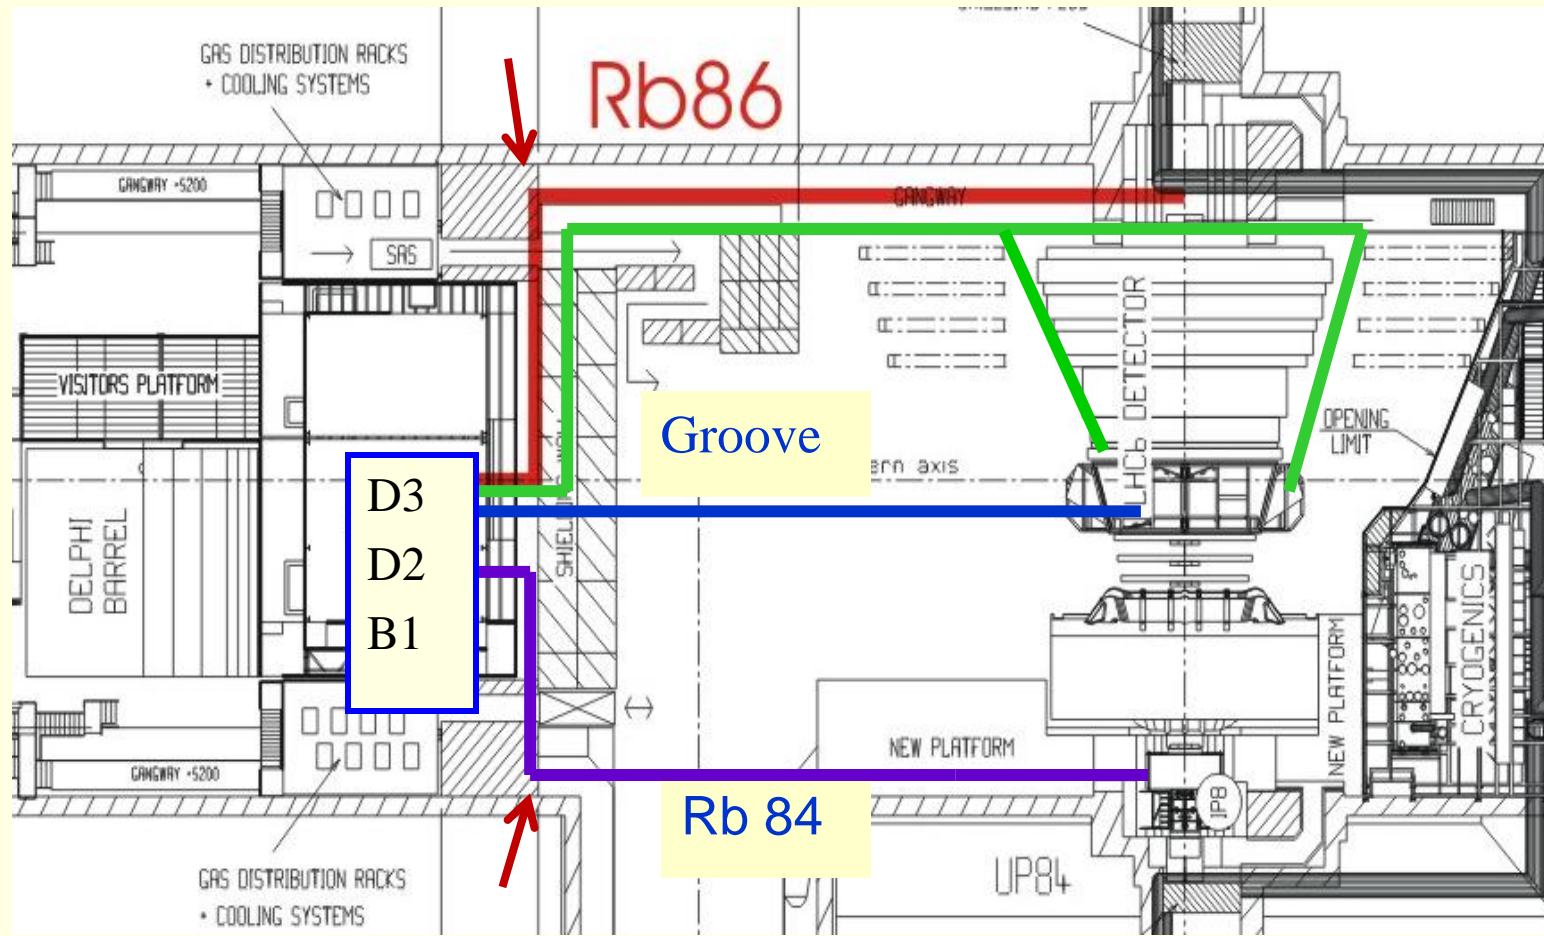 GAS DISTRIBUTION RACKS
+ COOLING SYSTEMS
Rb86
GANGWAY +5200
GANGWAY
SAS
VISITORS PLATFORM
LHCb DETECTOR
Groove
OPENING
LIMIT
ern axis
D3
D2
B1
DELPHI
BARREL
CRYOGENICS
NEW PLATFORM
NEW PLATFORM
GANGWAY +5200
IP8
Rb 84
UP84
GAS DISTRIBUTION RACKS
+ COOLING SYSTEMS